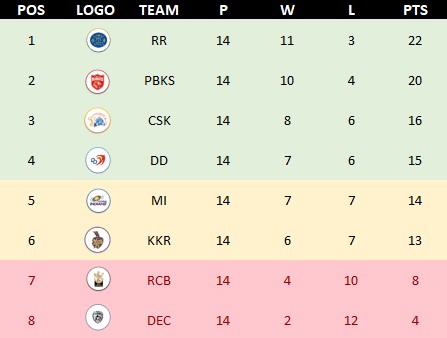 POS LOGO TEAM P W L PTS
1 RR 14 11 3 22
2 PBKS 14 10 4 20
3 CSK 14 8 6 16
4 DD 14 7 6 15
5 MI 14 7 7 14
6 KKR 14 6 7 13
7 RCB 14 4 10 8
8 DEC 14 2 12 4